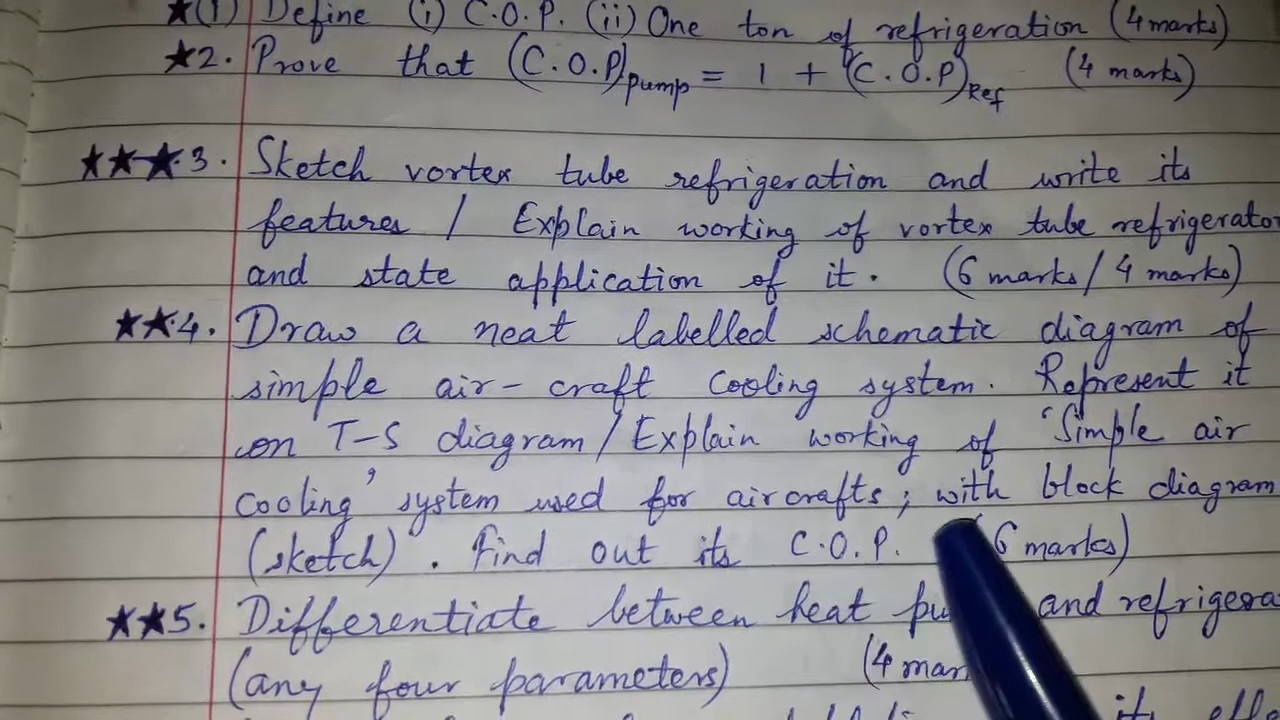 ★(1) Define (i) C.O.P. (ii) One ton of refrigeration (4 marks)
★2. Prove that (C.O.P)pump = 1 + (C.O.P)Ref (4 marks)
★★★3. Sketch vortex tube refrigeration and write its
features / Explain working of vortex tube refrigerator
and state application of it. (6 marks/4 marks)
★★4. Draw a neat labelled schematic diagram of
simple air-craft cooling system. Represent it
on T-S diagram/Explain working of 'Simple air
cooling' system used for aircrafts; with block diagram
(sketch). Find out its C.O.P. (6 marks)
★★5. Differentiate between heat pu and refrigera
(any four parameters) (4 mar